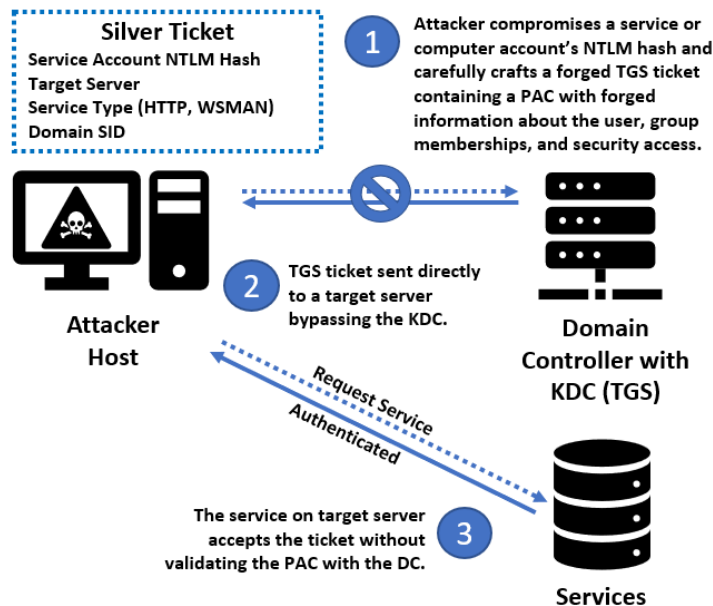 Silver Ticket
Service Account NTLM Hash
Target Server
Service Type (HTTP, WSMAN)
Domain SID
1
Attacker compromises a service or
computer account’s NTLM hash and
carefully crafts a forged TGS ticket
containing a PAC with forged
information about the user, group
memberships, and security access.
2
TGS ticket sent directly
to a target server
bypassing the KDC.
Attacker
Host
Domain
Controller with
KDC (TGS)
Request Service
Authenticated
The service on target server
accepts the ticket without
validating the PAC with the DC.
3
Services